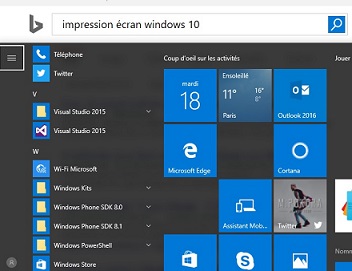 impression écran windows 10
Téléphone
Twitter
V
Visual Studio 2015
Visual Studio 2015
W
Wi-Fi Microsoft
Windows Kits
Windows Phone SDK 8.0
Windows Phone SDK 8.1
Windows PowerShell
Windows Store
Coup d'oeil sur les activités
Jouer
mardi
18
Ensoleillé
11°
16°
8°
Paris
Outlook 2016
Microsoft Edge
Cortana
Assistant Mob...
Twitter